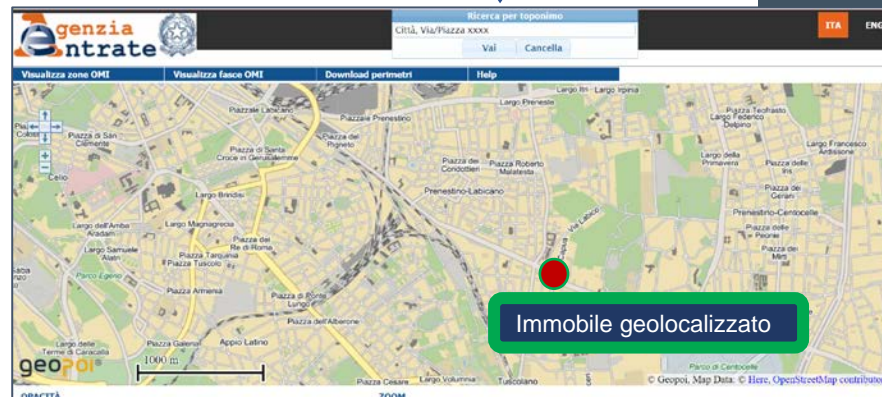 genzia
ntrate
Ricerca per toponimo
Città, Via/Piazza xxxx
Vai Cancella
ITA ENG
Visualizza zone OMI Visualizza fasce OMI Download perimetri Help
Largo Irpinia
Largo Preneste
Piazzale Labicano
Piazzale Prenestino
Piazza Teofrasto
Largo Federico
Delpino
Piazza di San
Clemente
Piazza del
Pigneto
Largo Francesco
Ardissone
Piazza di Santa
Croce in Gerusalemme
Piazza dei
Condottieri
Piazza Roberto
Malatesta
Largo della
Primavera
Piazza delle
Iris
Celio
Prenestino-Labicano
Piazza dei
Gerani
Largo Brindisi
Prenestino-Centocelle
Largo dell'Amba
Aradam
Largo Magnagrecia
Via Labico
Capua
Piazza delle
Peonie
Largo Samuele
Alatri
Piazza dei
Re di Roma
Piazza Tarquinia
Piazza Tuscolo
Piazza dei
Mirti
Parco Egerio
Piazza Armenia
Piazza di Ponte
Lungo
Immobile geolocalizzato
Piazza dell'Alberone
Largo delle
Terme di Caracalla
Piazza Galeria
Appio Latino
Parco di Centocelle
geopoi
1000 m
Piazza Cesare
Largo Volumnia
Tuscolano
© Geopoi, Map Data: © Here, OpenStreetMap contributor
OPACITÀ ZOOM